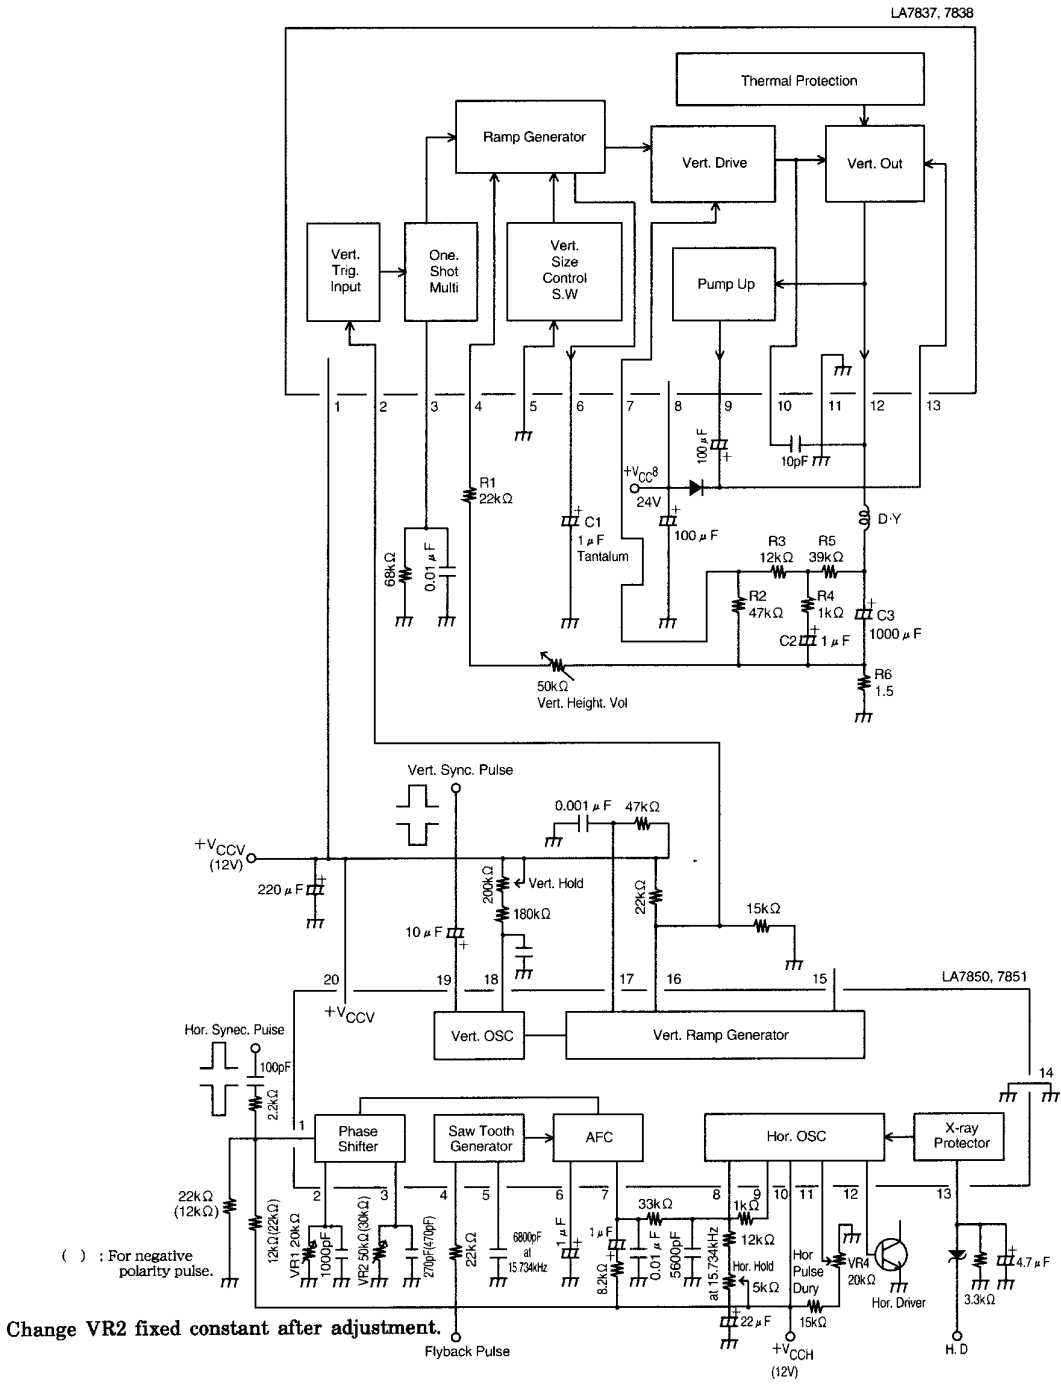 LA7837, 7838
Thermal Protection
Ramp Generator
Vert. Drive
Vert. Out
Vert.
Trig.
Input
One.
Shot
Multi
Vert.
Size
Control
S.W
Pump Up
1
2
3
4
5
6
7
8
9
10
11
12
13
100μF
+
10pF
+VCC8
24V
R1
22kΩ
+
C1
1μF
Tantalum
+
100μF
D·Y
68kΩ
0.01μF
R3
12kΩ
R5
39kΩ
R2
47kΩ
R4
1kΩ
C2
+
1μF
+
C3
1000μF
50kΩ
Vert. Height. Vol
R6
1.5
Vert. Sync. Pulse
0.001μF
47kΩ
+VCCV
(12V)
220μF
+
200kΩ
Vert. Hold
180kΩ
22kΩ
15kΩ
10μF
+
20
19
18
17
16
15
LA7850, 7851
+VCCV
Vert. OSC
Vert. Ramp Generator
Hor. Synec. Pulse
100pF
2.2kΩ
14
1
Phase
Shifter
Saw Tooth
Generator
AFC
Hor. OSC
X-ray
Protector
2
3
4
5
6
7
8
9
10
11
12
13
22kΩ
(12kΩ)
12kΩ(22kΩ)
VR1 20kΩ
1000pF
VR2 50kΩ(30kΩ)
270pF(470pF)
22kΩ
6800pF
at
15.734kHz
1μF
+
1μF
+
8.2kΩ
33kΩ
0.01μF
5600pF
at 15.734kHz
1kΩ
12kΩ
Hor. Hold
5kΩ
+
22μF
Hor
Pulse
Dury
VR4
20kΩ
15kΩ
Hor. Driver
3.3kΩ
+
4.7μF
( ) : For negative
polarity pulse.
Change VR2 fixed constant after adjustment.
Flyback Pulse
+VCCH
(12V)
H.D